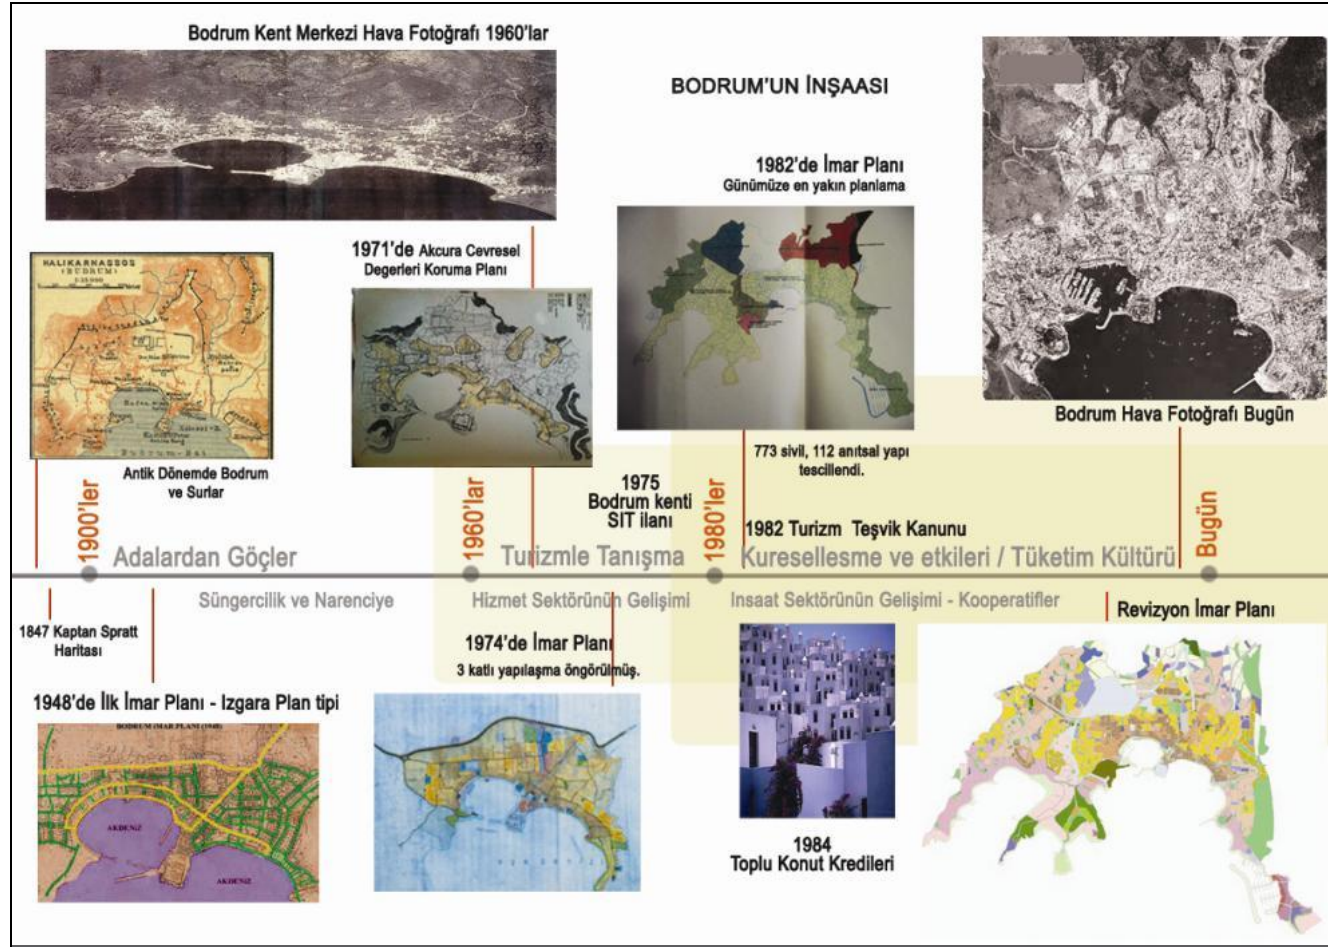 Bodrum Kent Merkezi Hava Fotoğrafı 1960'lar
BODRUM'UN İNŞAASI
1982'de İmar Planı
Günümüze en yakın planlama
1971'de Akcura Cevresel
Degerleri Koruma Planı
HALIKARNASSOS
(BUDRUM)
Antik Dönemde Bodrum
ve Surlar
Bodrum Hava Fotoğrafı Bugün
773 sivil, 112 anıtsal yapı
tescillendi.
1975
Bodrum kenti
SIT ilanı
1982 Turizm Teşvik Kanunu
1900'ler
1960'lar
1980'ler
Bugün
Adalardan Göçler
Turizmle Tanışma
Kuresellesme ve etkileri / Tüketim Kültürü
Süngercilik ve Narenciye
Hizmet Sektörünün Gelişimi
Insaat Sektörünün Gelişimi - Kooperatifler
1847 Kaptan Spratt
Haritası
1974'de İmar Planı
3 katlı yapılaşma öngörülmüş.
Revizyon İmar Planı
1948'de İlk İmar Planı - Izgara Plan tipi
BODRUM İMAR PLANI (1948)
AKDENİZ
AKDENİZ
1984
Toplu Konut Kredileri